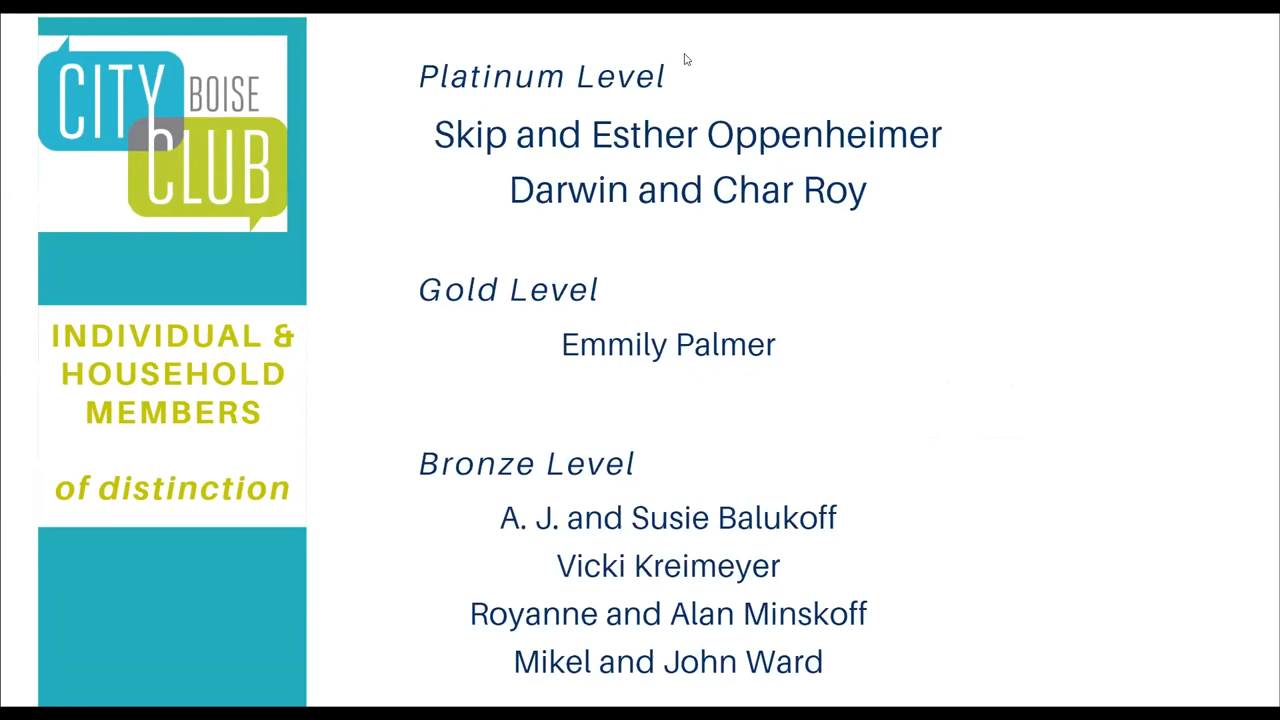 CITY
BOISE
CLUB
INDIVIDUAL &
HOUSEHOLD
MEMBERS
of distinction
Platinum Level
Skip and Esther Oppenheimer
Darwin and Char Roy
Gold Level
Emmily Palmer
Bronze Level
A. J. and Susie Balukoff
Vicki Kreimeyer
Royanne and Alan Minskoff
Mikel and John Ward